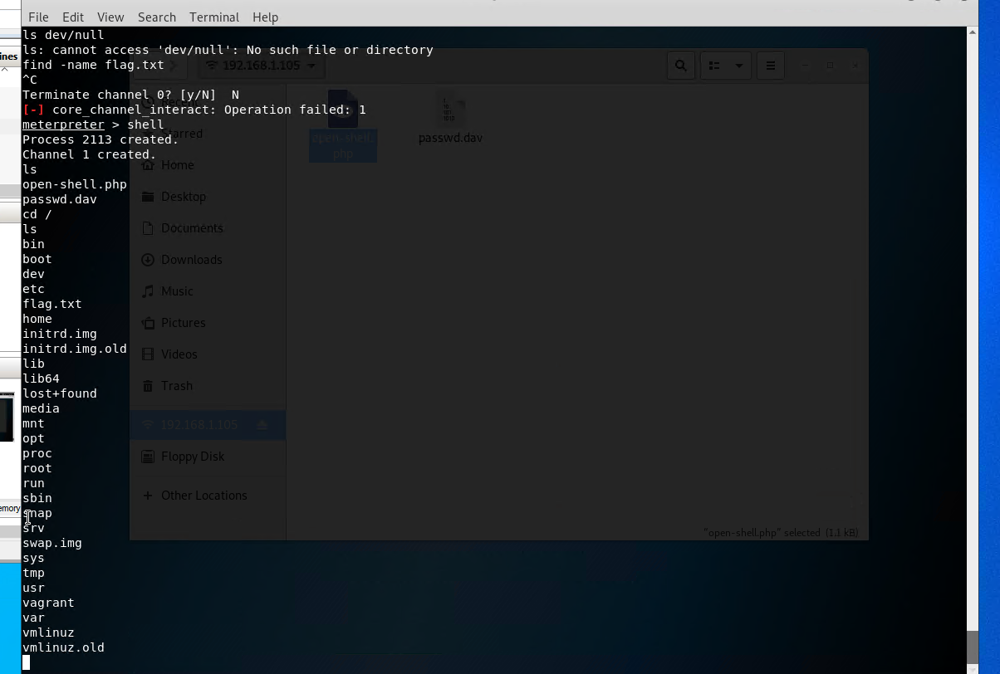 ines
emory
File Edit View Search Terminal Help
ls dev/null
ls: cannot access 'dev/null': No such file or directory
find -name flag.txt
^C
Terminate channel 0? [y/N]  N
[-] core_channel_interact: Operation failed: 1
meterpreter > shell
Process 2113 created.
Channel 1 created.
ls
open-shell.php
passwd.dav
cd /
ls
bin
boot
dev
etc
flag.txt
home
initrd.img
initrd.img.old
lib
lib64
lost+found
media
mnt
opt
proc
root
run
sbin
snap
srv
swap.img
sys
tmp
usr
vagrant
var
vmlinuz
vmlinuz.old
192.168.1.105
Recent
Starred
Home
Desktop
Documents
Downloads
Music
Pictures
Videos
Trash
192.168.1.105
Floppy Disk
+ Other Locations
open-shell.
php
passwd.dav
"open-shell.php" selected (1.1 kB)